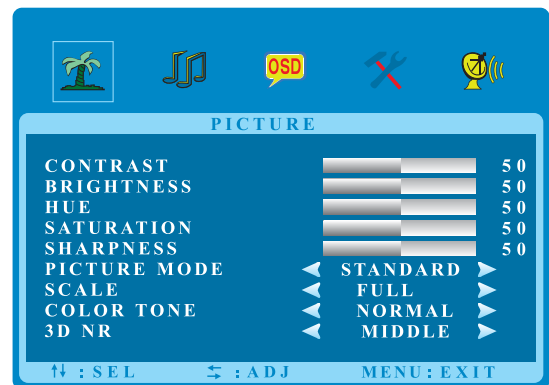 OSD
PICTURE
CONTRAST 50
BRIGHTNESS 50
HUE 50
SATURATION 50
SHARPNESS 50
PICTURE MODE STANDARD
SCALE FULL
COLOR TONE NORMAL
3D NR MIDDLE
↑↓ : SEL ⇆ : ADJ MENU : EXIT